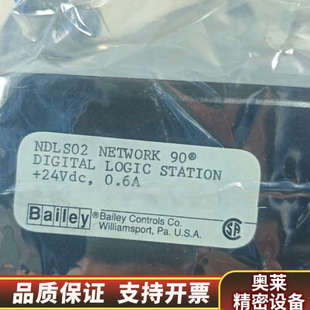 NDLS02 NETWORK 90®
DIGITAL LOGIC STATION
+24Vdc, 0.6A
Bailey® Bailey Controls Co.
Williamsport, Pa. U.S.A.
SA
品质保证 支持开票
奥莱
精密设备